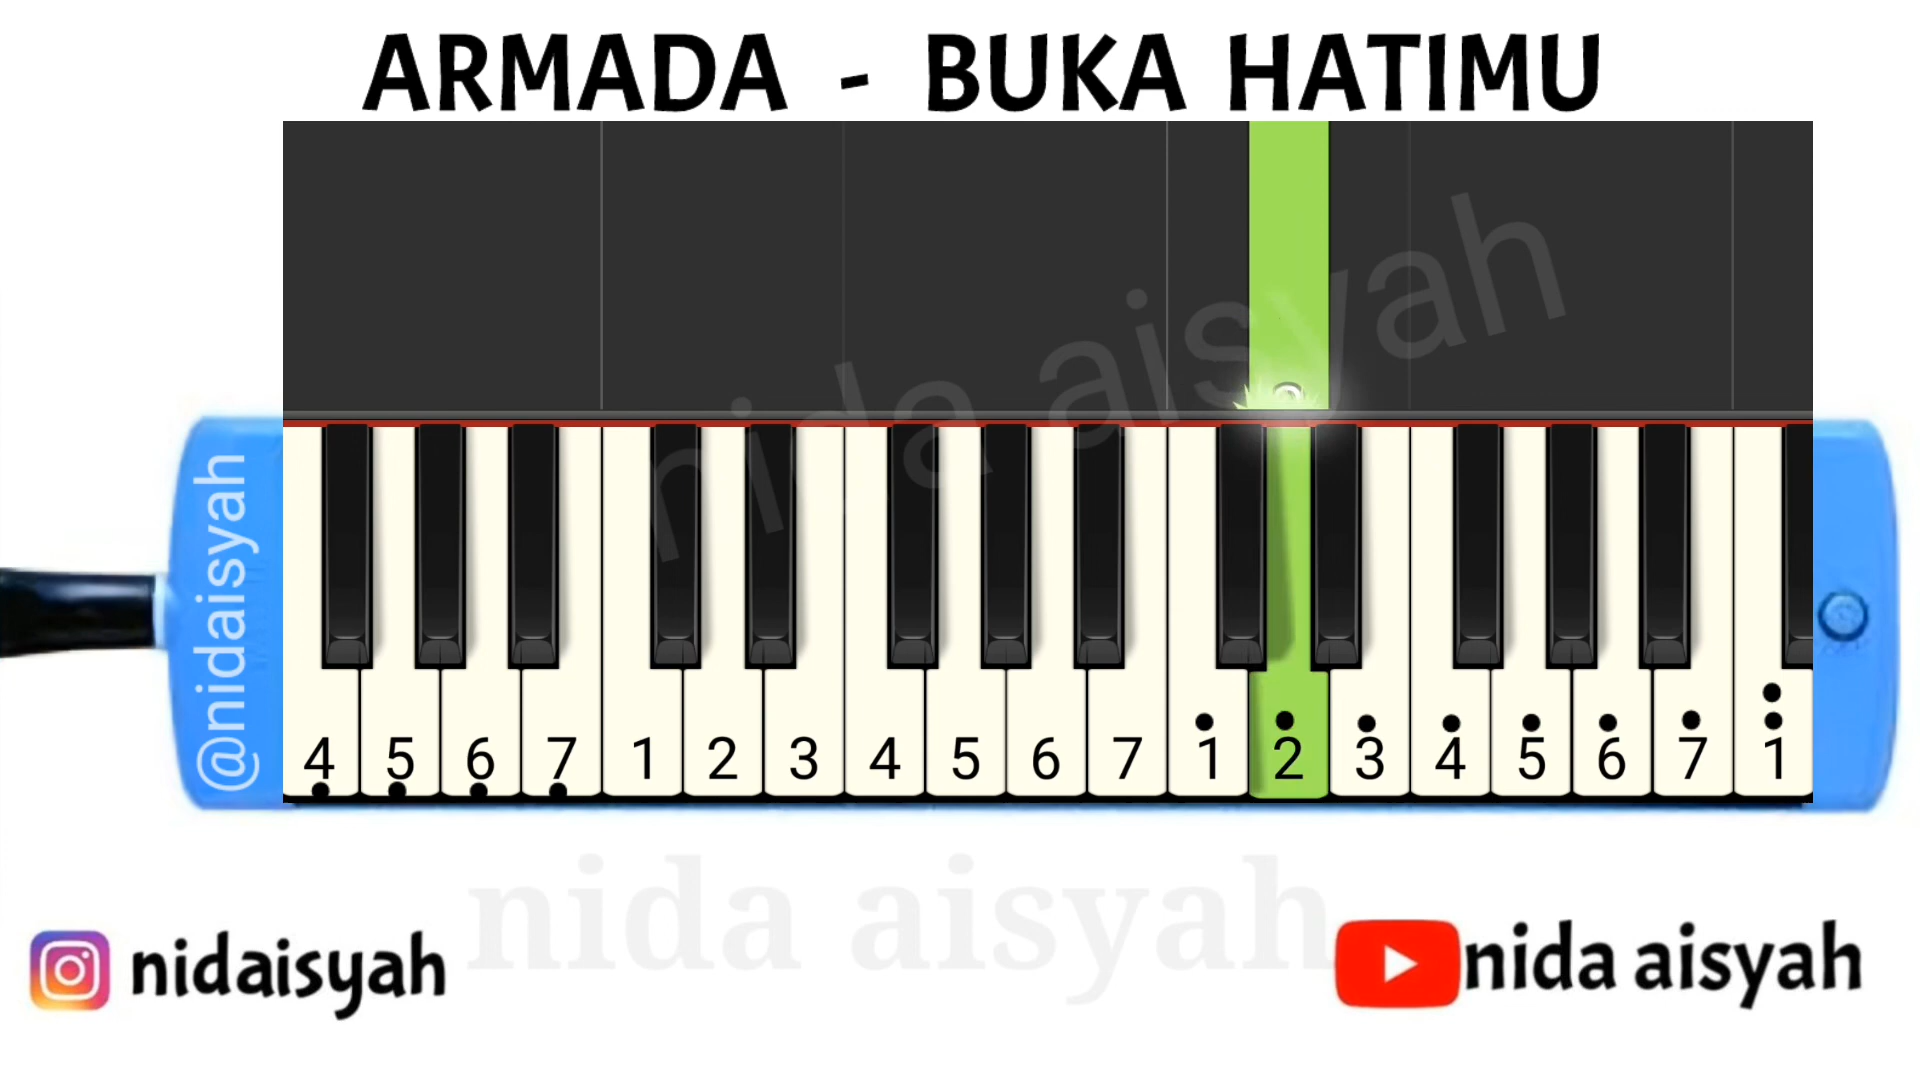 ARMADA - BUKA HATIMU
nida aisyah
@nidaisyah
4 5 6 7 1 2 3 4 5 6 7 1 2 3 4 5 6 7 1
nida aisyah
nidaisyah
nida aisyah